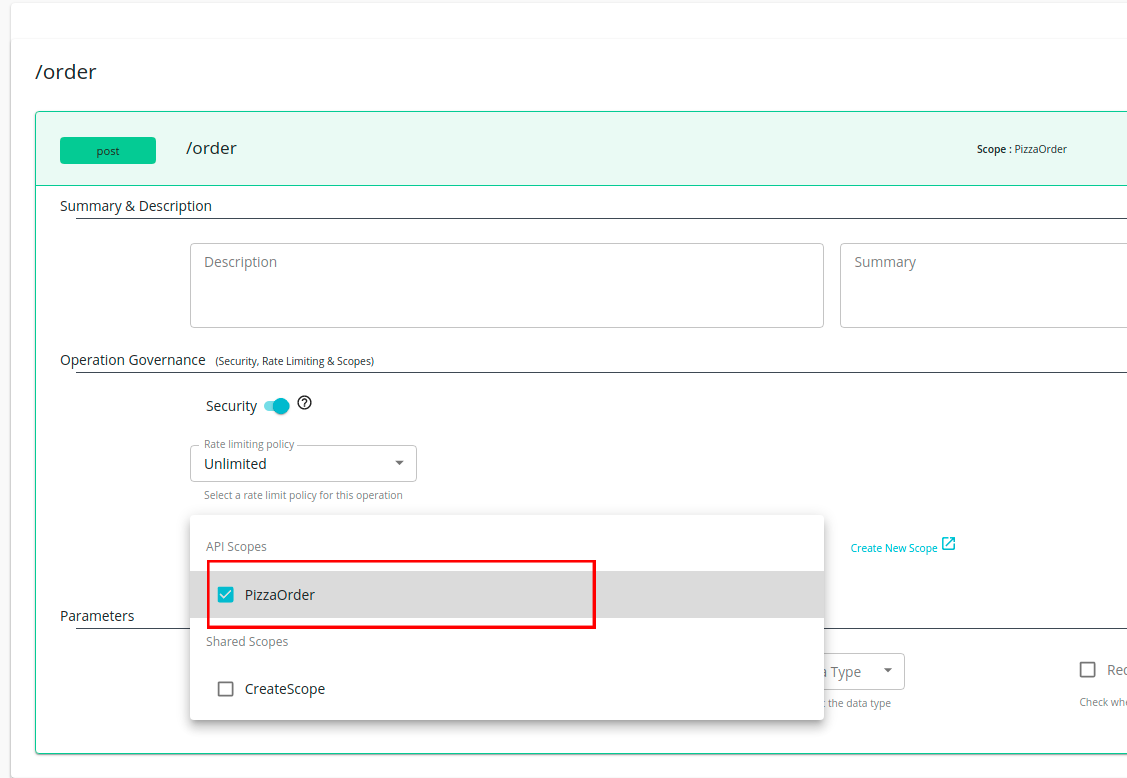 /order
post
/order
Scope : PizzaOrder
Summary & Description
Description
Summary
Operation Governance (Security, Rate Limiting & Scopes)
Security
Rate limiting policy
Unlimited
Select a rate limit policy for this operation
API Scopes
Create New Scope
PizzaOrder
Parameters
Shared Scopes
Type
CreateScope
the data type
Check